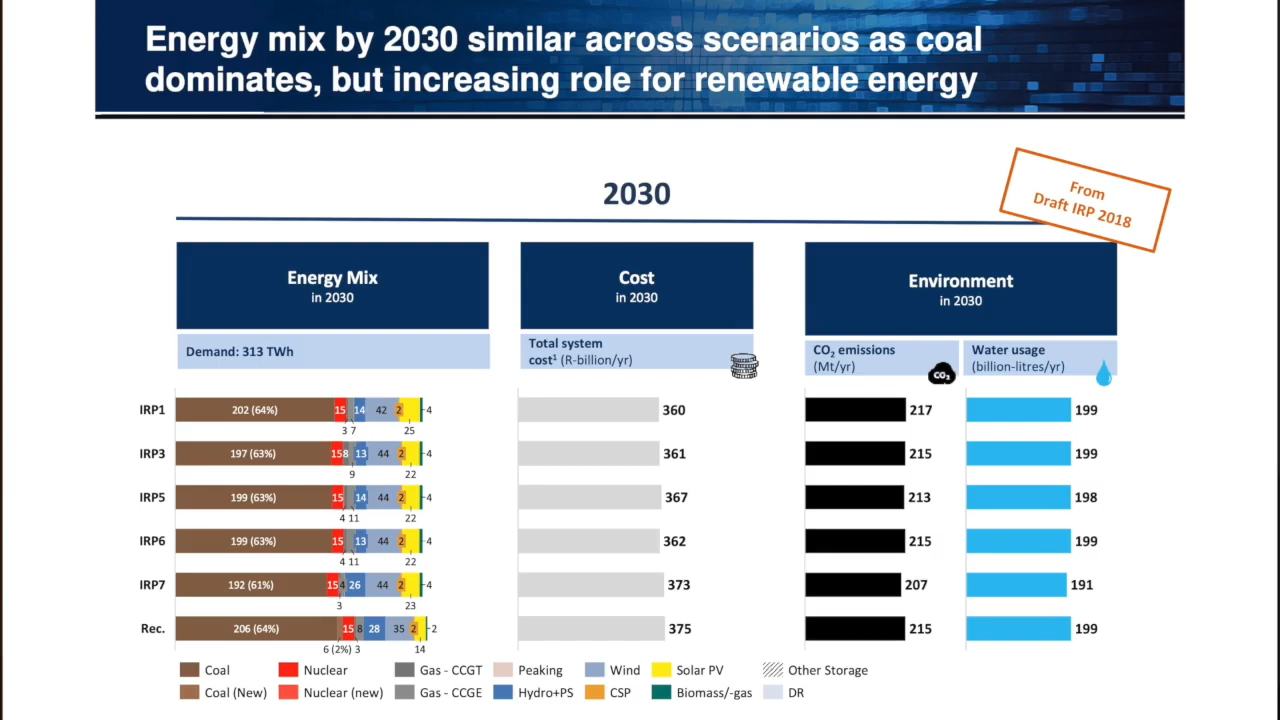 Energy mix by 2030 similar across scenarios as coal
dominates, but increasing role for renewable energy
From
Draft IRP 2018
2030
Energy Mix
in 2030
Cost
in 2030
Environment
in 2030
Demand: 313 TWh
Total system
cost¹ (R-billion/yr)
CO₂ emissions
(Mt/yr)
CO₂
Water usage
(billion-litres/yr)
IRP1 202 (64%) 15 14 42 2 4 360 217 199
3 7 25
IRP3 197 (63%) 15 8 13 44 2 4 361 215 199
9 22
IRP5 199 (63%) 15 14 44 2 4 367 213 198
4 11 22
IRP6 199 (63%) 15 13 44 2 4 362 215 199
4 11 22
IRP7 192 (61%) 15 4 26 44 2 4 373 207 191
3 23
Rec. 206 (64%) 15 8 28 35 2 2 375 215 199
6 (2%) 3 14
Coal Nuclear Gas - CCGT Peaking Wind Solar PV Other Storage
Coal (New) Nuclear (new) Gas - CCGE Hydro+PS CSP Biomass/-gas DR